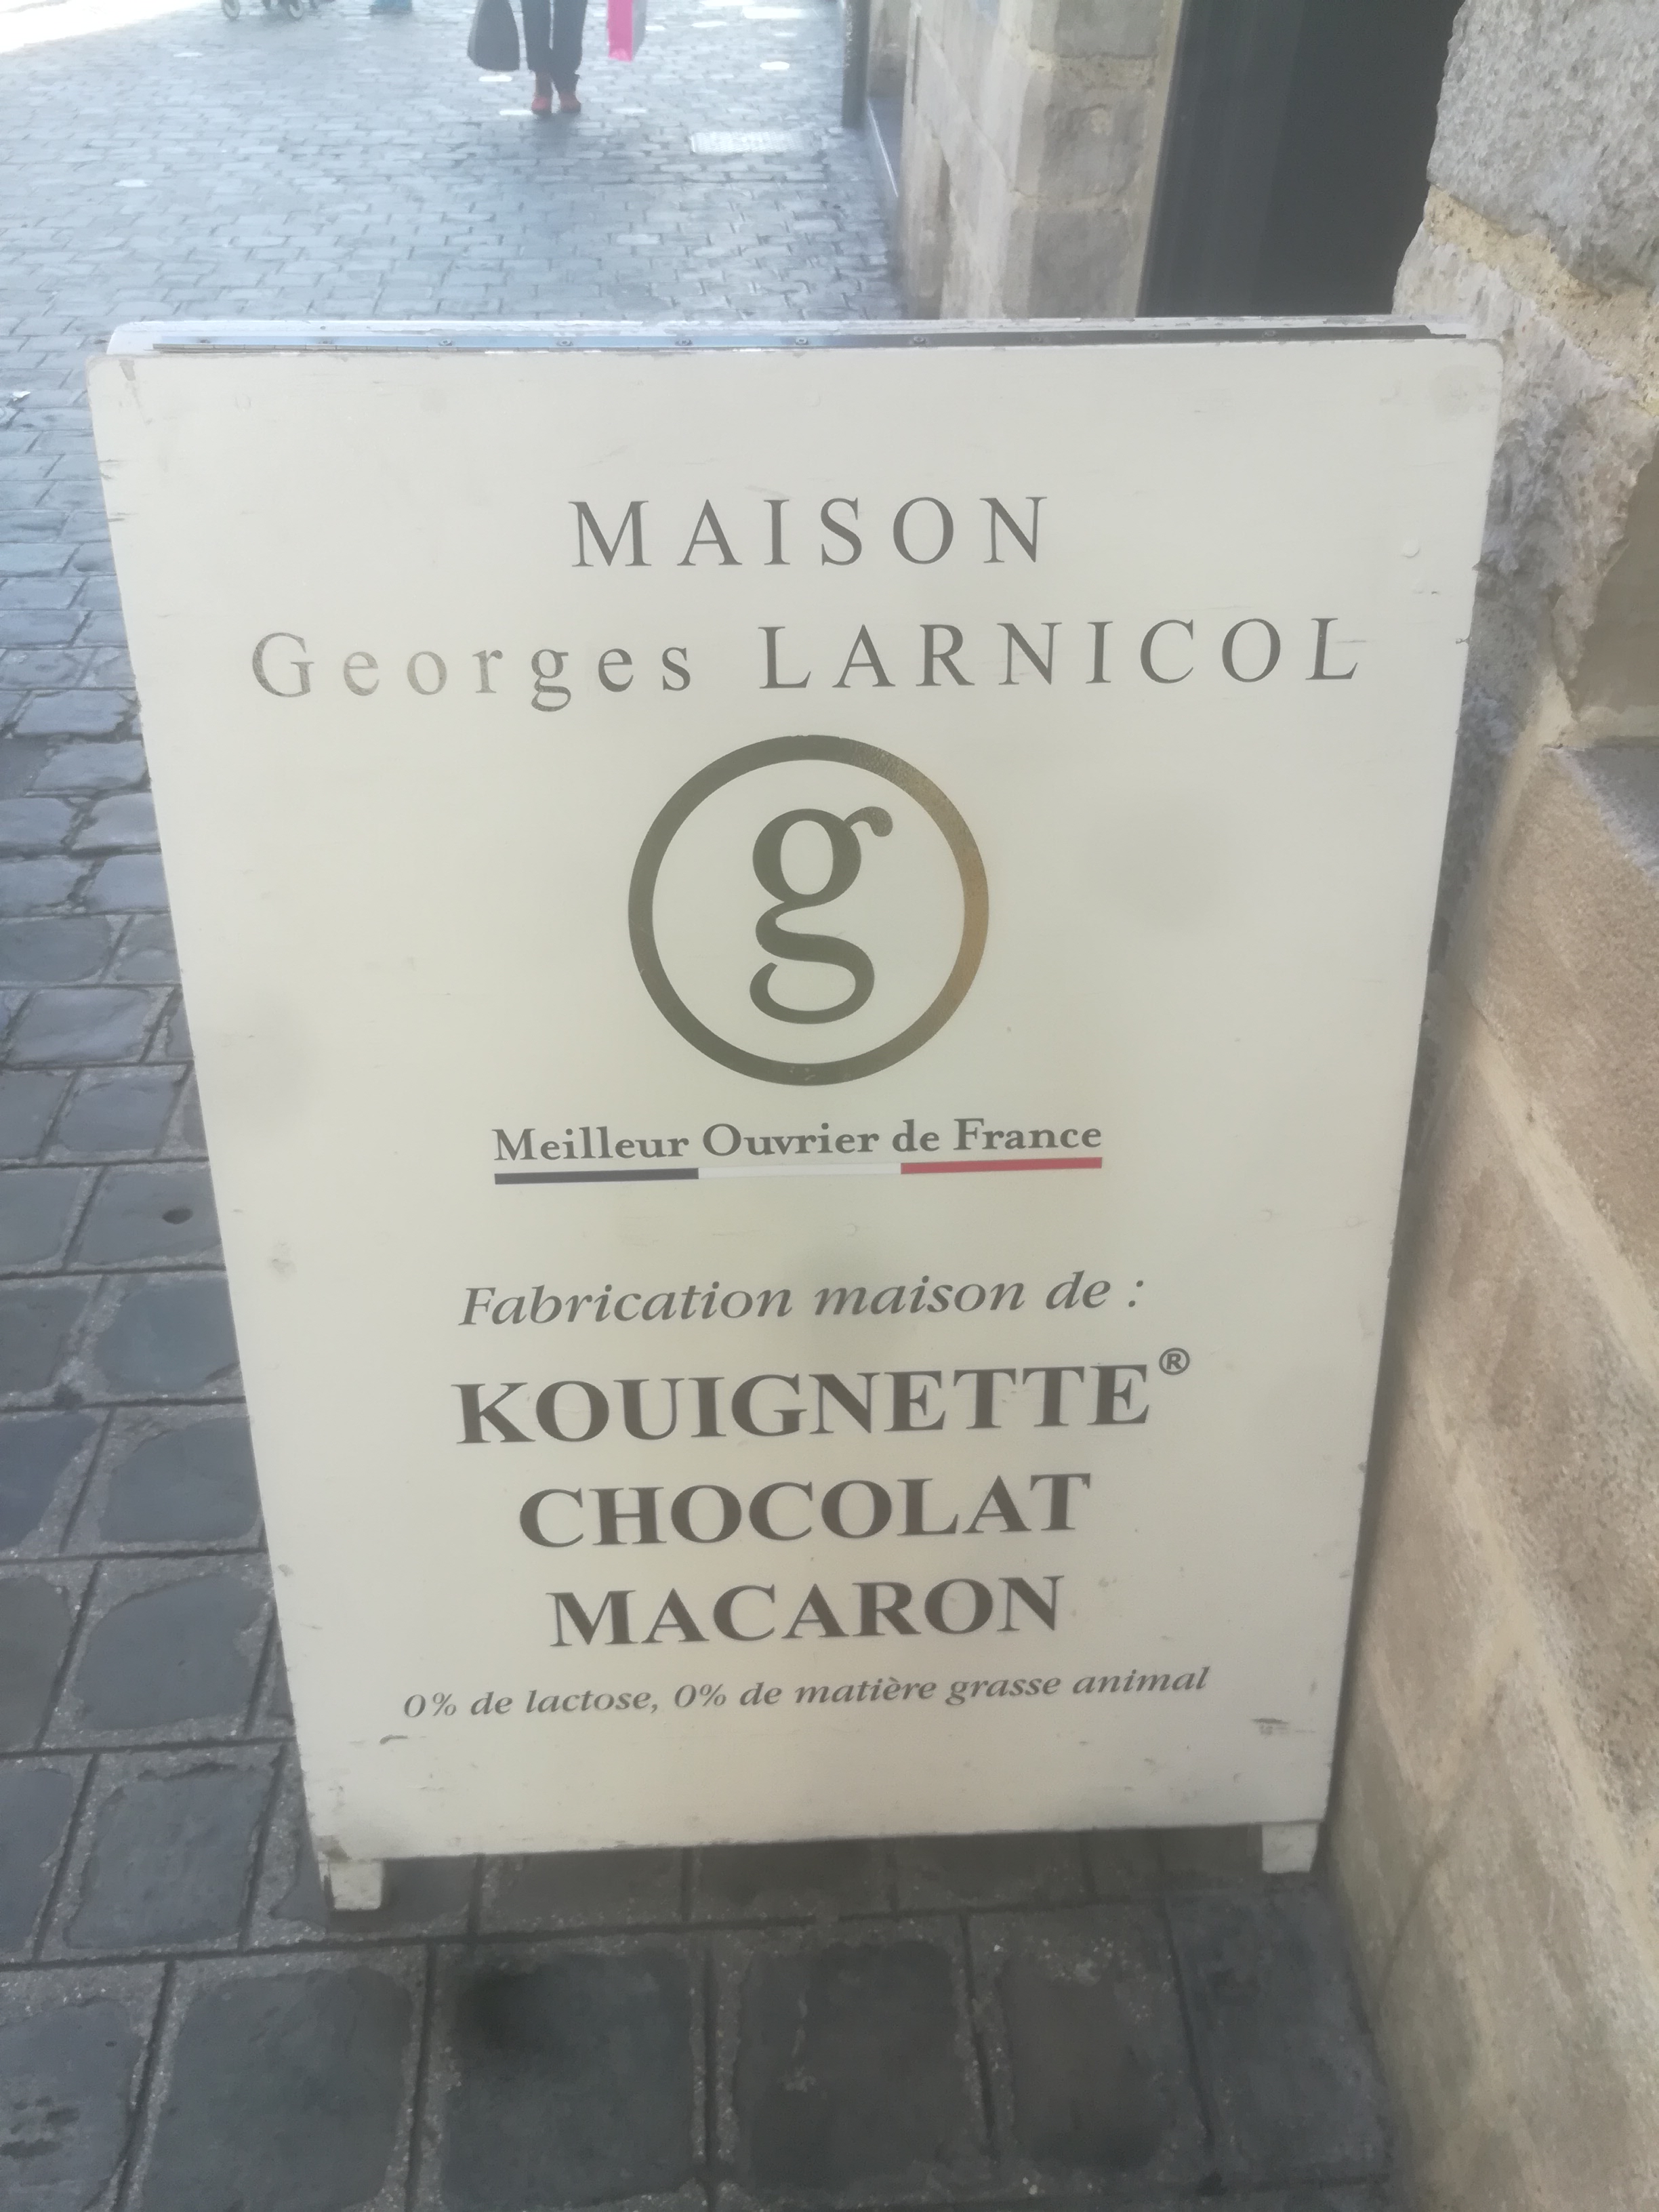 MAISON
Georges LARNICOL
g
Meilleur Ouvrier de France
Fabrication maison de :
KOUIGNETTE®
CHOCOLAT
MACARON
0% de lactose, 0% de matière grasse animal